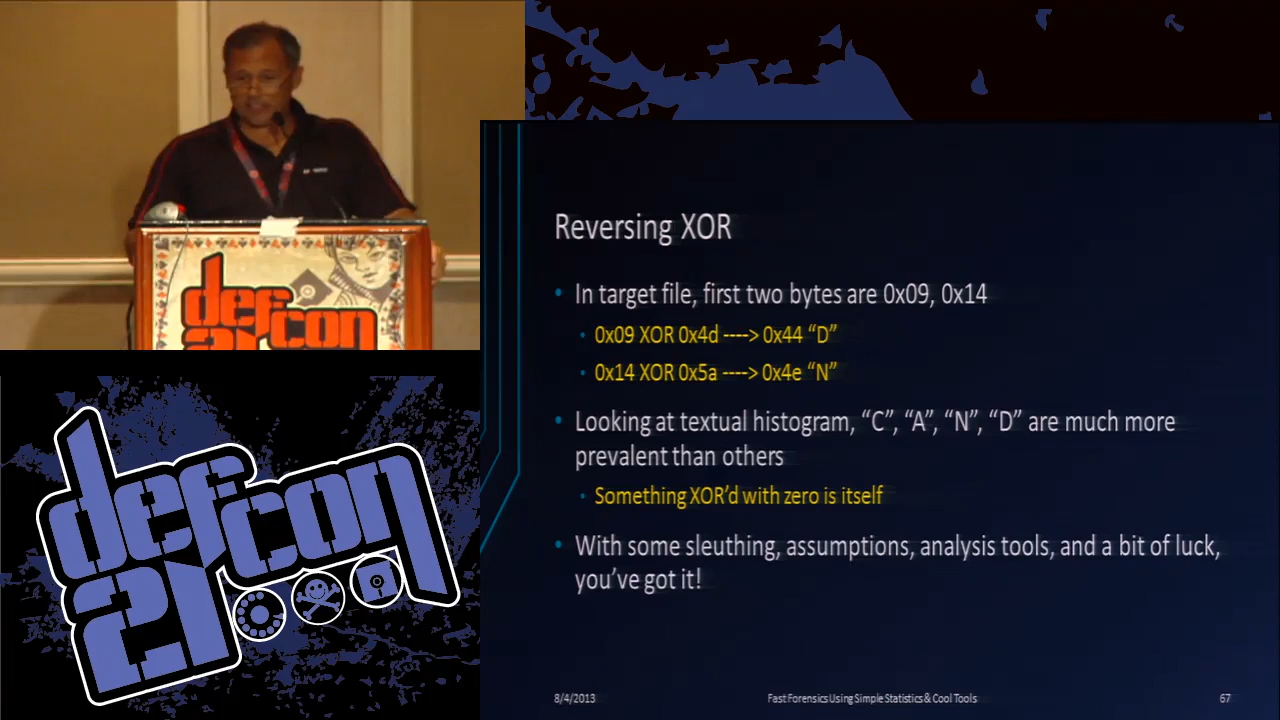 def
con
21
Reversing XOR
• In target file, first two bytes are 0x09, 0x14
• 0x09 XOR 0x4d ----> 0x44 “D”
• 0x14 XOR 0x5a ----> 0x4e “N”
• Looking at textual histogram, “C”, “A”, “N”, “D” are much more
prevalent than others
• Something XOR’d with zero is itself
• With some sleuthing, assumptions, analysis tools, and a bit of luck,
you’ve got it!
8/4/2013
Fast Forensics Using Simple Statistics & Cool Tools
67
defcon
21